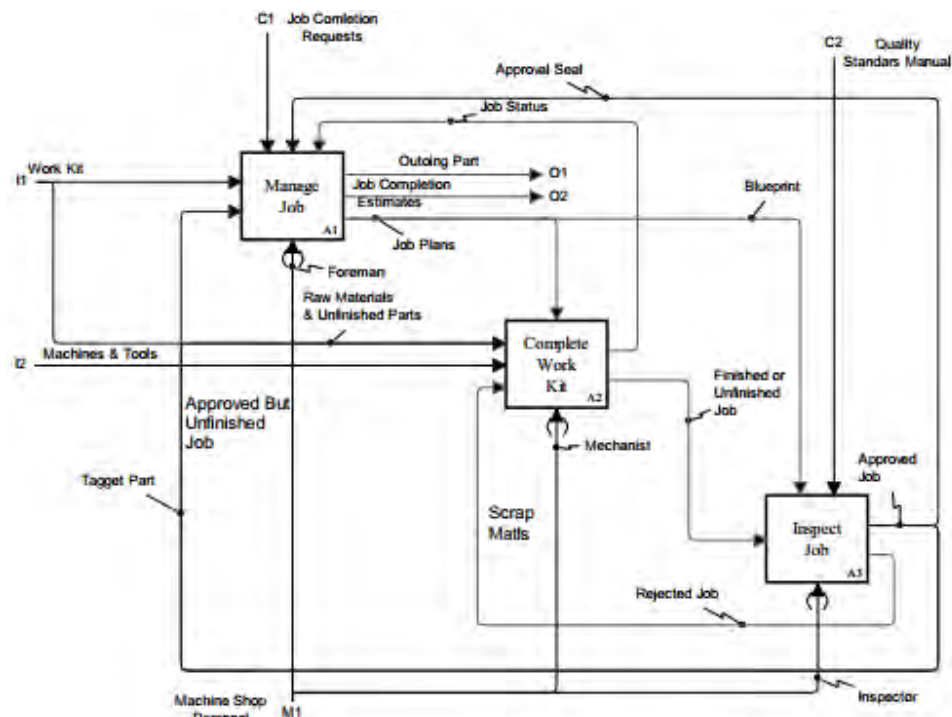 C1 Job Comletion
Requests
C2 Quality
Standars Manual
Approval Seal
Job Status
I1 Work Kit
Outoing Part
O1
Manage
Job
A1
Job Completion
Estimates
O2
Blueprint
Job Plans
Foreman
Raw Materials
& Unfinished Parts
I2 Machines & Tools
Complete
Work
Kit
A2
Approved But
Unfinished
Job
Finished or
Unfinished
Job
Mechanist
Approved
Job
Tagget Part
Scrap
Matls
Inspect
Job
A3
Rejected Job
Machine Shop
M1
Inspector